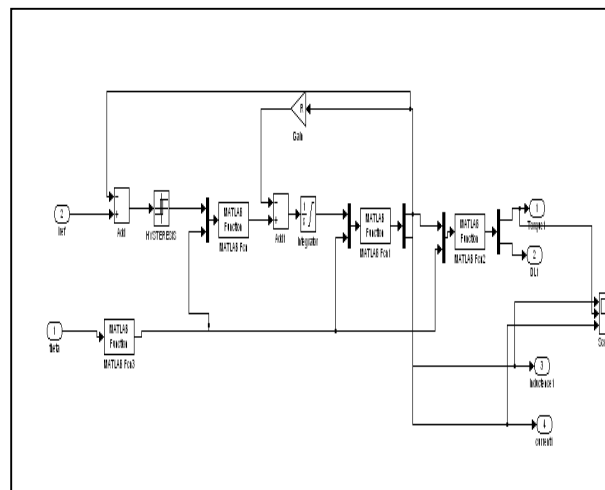 R
Gain
2
Iref
Add
HYSTERESIS
MATLAB
Function
MATLAB Fcn
Add1
1
s
Integrator
MATLAB
Function
MATLAB Fcn1
MATLAB
Function
MATLAB Fcn2
1
2
DL1
1
theta
MATLAB
Function
MATLAB Fcn3
3
Inductance1
4
current1